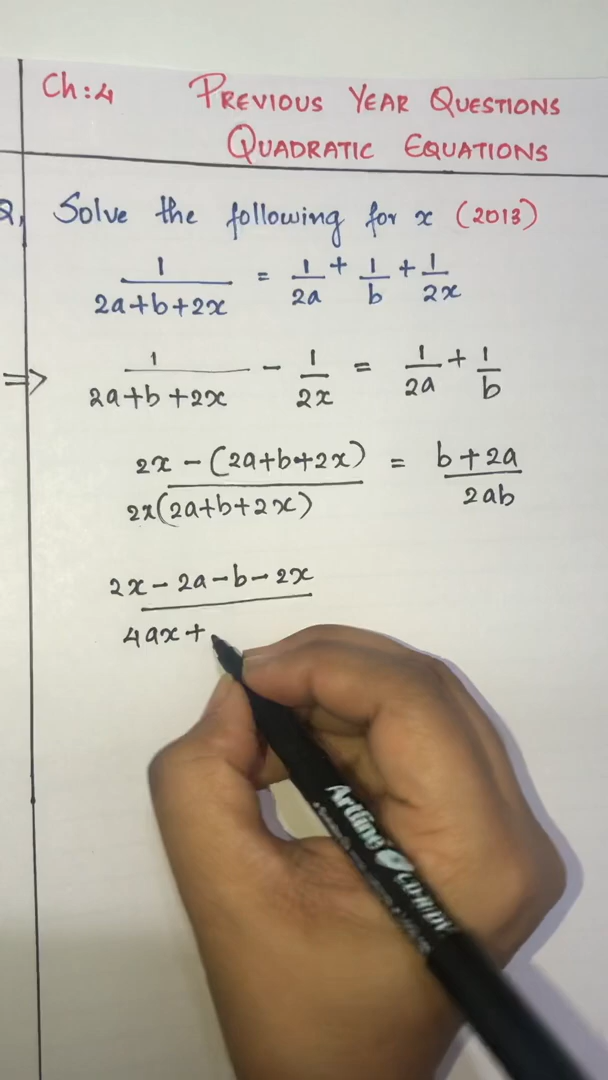 Ch:4 PREVIOUS YEAR QUESTIONS
QUADRATIC EQUATIONS
Q, Solve the following for x (2013)
1/(2a+b+2x) = 1/2a + 1/b + 1/2x
=> 1/(2a+b+2x) - 1/2x = 1/2a + 1/b
(2x-(2a+b+2x))/(2x(2a+b+2x)) = (b+2a)/2ab
2x-2a-b-2x
4ax+
Artline CD-R/DV